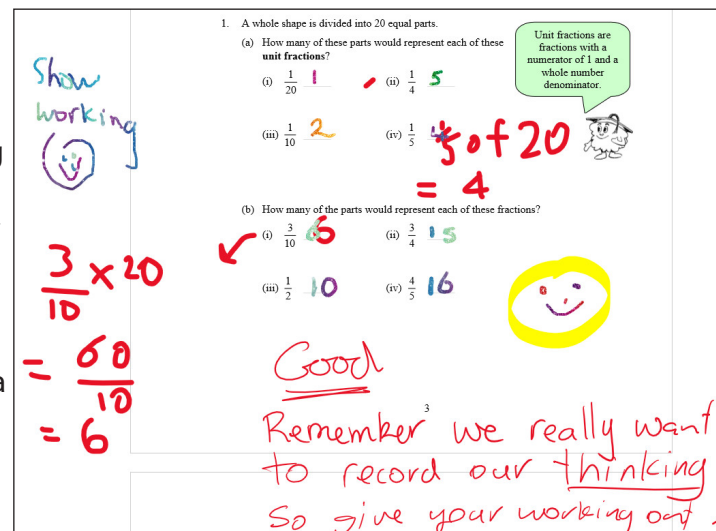 1. A whole shape is divided into 20 equal parts.
(a) How many of these parts would represent each of these
unit fractions?
(i) 1/20 1 (ii) 1/4 5
(iii) 1/10 2 (iv) 1/5 1/5 of 20
= 4
Unit fractions are
fractions with a
numerator of 1 and a
whole number
denominator.
Show
working
(b) How many of the parts would represent each of these fractions?
(i) 3/10 6 (ii) 3/4 15
(iii) 1/2 10 (iv) 4/5 16
3/10 × 20
= 60/10
= 6
Good
3
Remember we really want
to record our thinking
so give your working out.